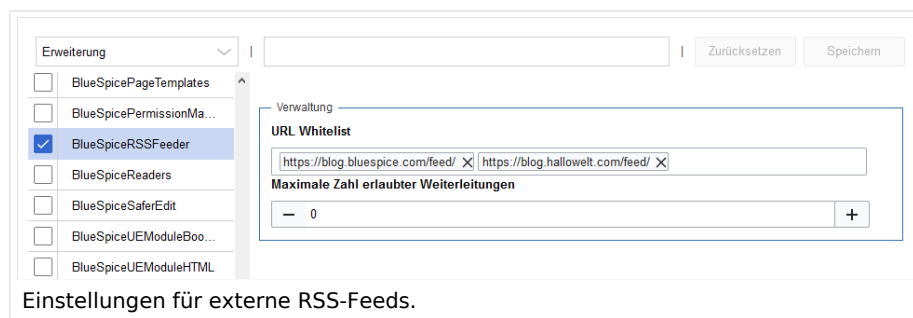 Erweiterung | | Zurücksetzen Speichern
BlueSpicePageTemplates
BlueSpicePermissionMa...
BlueSpiceRSSFeeder
BlueSpiceReaders
BlueSpiceSaferEdit
BlueSpiceUEModuleBoo...
BlueSpiceUEModuleHTML
Verwaltung
URL Whitelist
https://blog.bluespice.com/feed/ https://blog.hallowelt.com/feed/
Maximale Zahl erlaubter Weiterleitungen
0
Einstellungen für externe RSS-Feeds.